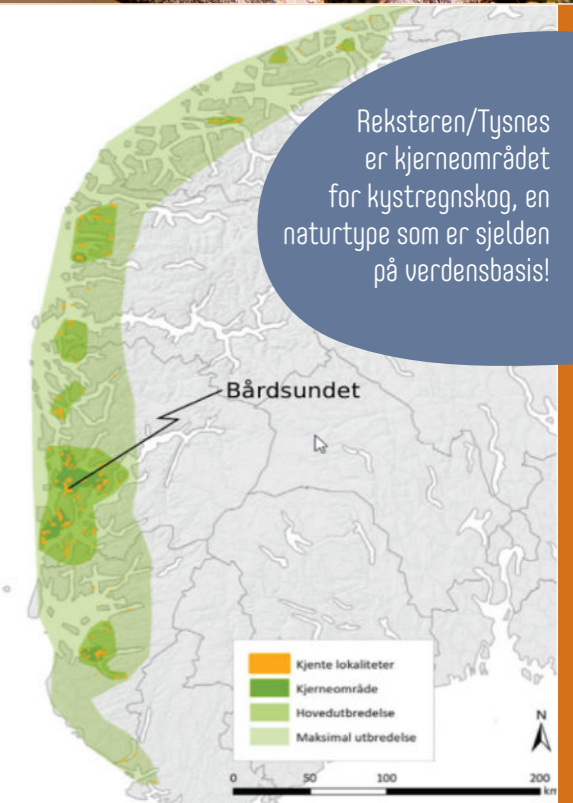 Reksteren/Tysnes
er kjerneområdet
for kystregnskog, en
naturtype som er sjelden
på verdensbasis!
Bårdsundet
Kjente lokaliteter
Kjerneområde
Hovedutbredelse
Maksimal utbredelse
N
0 50 100 200
km